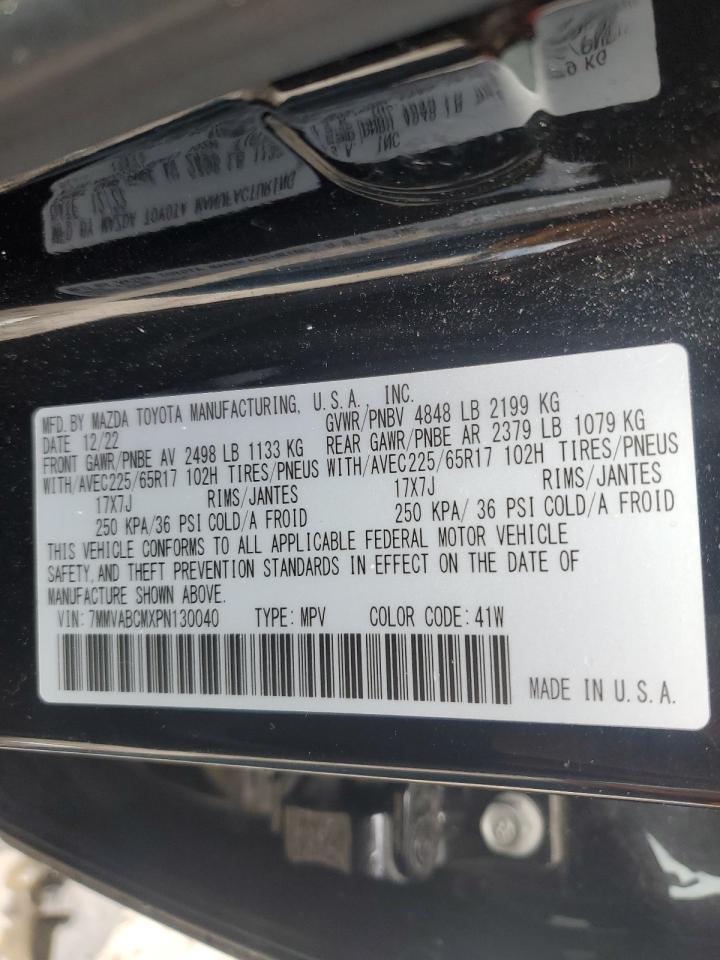 MFD. BY MAZDA TOYOTA MANUFACTURING, U.S.A., INC.
DATE 12/22 GVWR/PNBV 4848 LB 2199 KG
FRONT GAWR/PNBE AV 2498 LB 1133 KG REAR GAWR/PNBE AR 2379 LB 1079 KG
WITH/AVEC225/65R17 102H TIRES/PNEUS WITH/AVEC225/65R17 102H TIRES/PNEUS
17X7J RIMS/JANTES 17X7J RIMS/JANTES
250 KPA/36 PSI COLD/A FROID 250 KPA/ 36 PSI COLD/A FROID
THIS VEHICLE CONFORMS TO ALL APPLICABLE FEDERAL MOTOR VEHICLE
SAFETY, AND THEFT PREVENTION STANDARDS IN EFFECT ON THE DATE OF
MANUFACTURE SHOWN ABOVE.
VIN: 7MMVABCMXPN130040 TYPE: MPV COLOR CODE: 41W
MADE IN U.S.A.